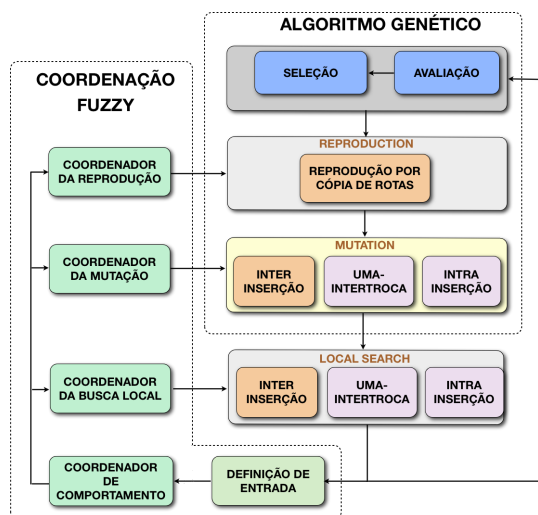 ALGORITMO GENÉTICO
COORDENAÇÃO
FUZZY
SELEÇÃO
AVALIAÇÃO
REPRODUCTION
COORDENADOR
DA REPRODUÇÃO
REPRODUÇÃO POR
CÓPIA DE ROTAS
MUTATION
COORDENADOR
DA MUTAÇÃO
INTER
INSERÇÃO
UMA-
INTERTROCA
INTRA
INSERÇÃO
LOCAL SEARCH
COORDENADOR
DA BUSCA LOCAL
INTER
INSERÇÃO
UMA-
INTERTROCA
INTRA
INSERÇÃO
COORDENADOR
DE
COMPORTAMENTO
DEFINIÇÃO DE
ENTRADA